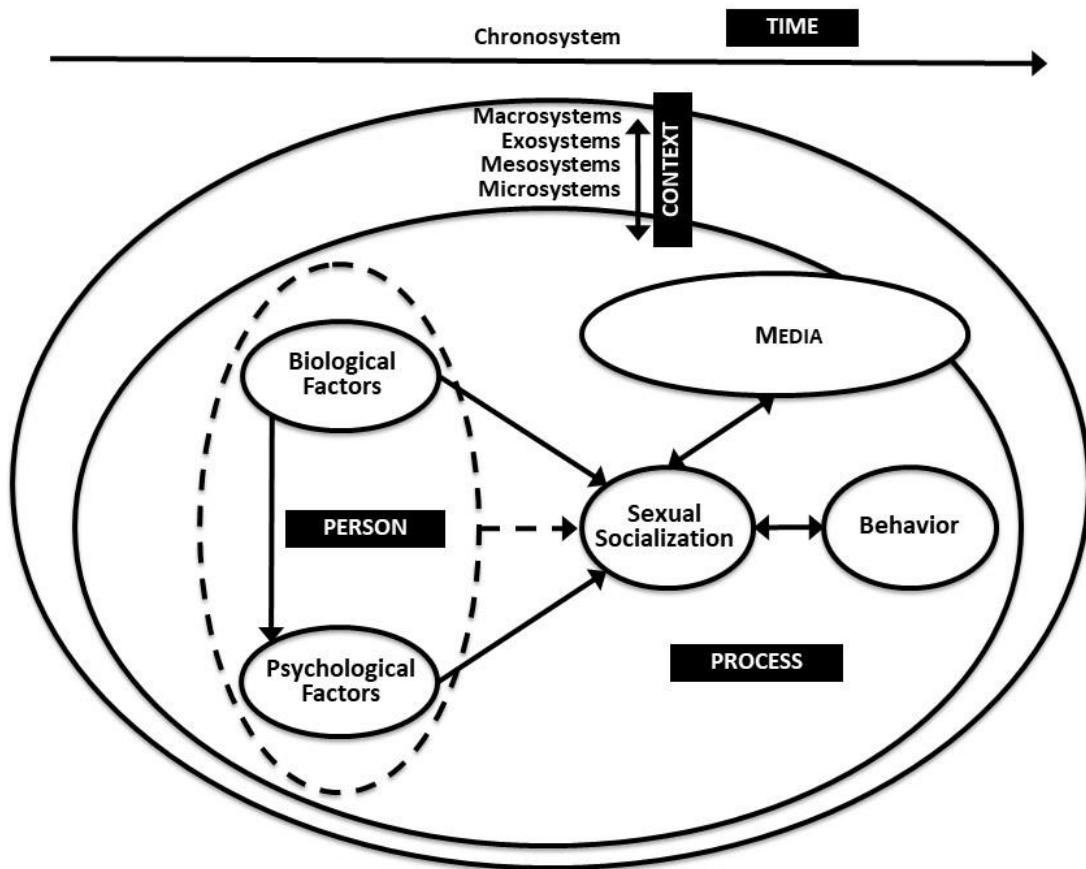 TIME
Chronosystem
Macrosystems
Exosystems
Mesosystems
Microsystems
CONTEXT
MEDIA
Biological
Factors
PERSON
Sexual
Socialization
Behavior
Psychological
Factors
PROCESS